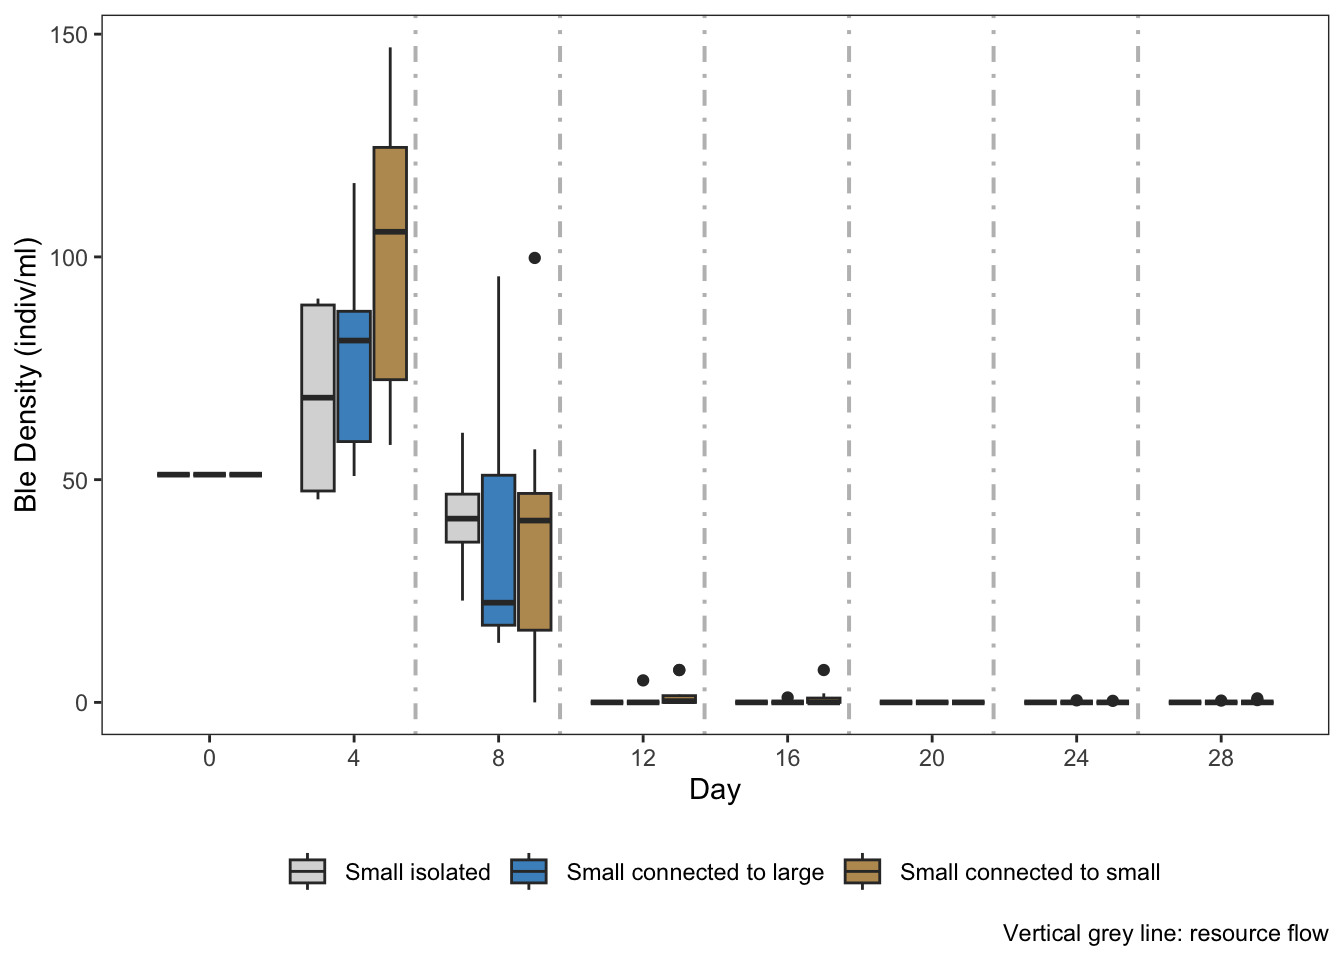 150
100
50
0
Ble Density (indiv/ml)
0 4 8 12 16 20 24 28
Day
Small isolated Small connected to large Small connected to small
Vertical grey line: resource flow